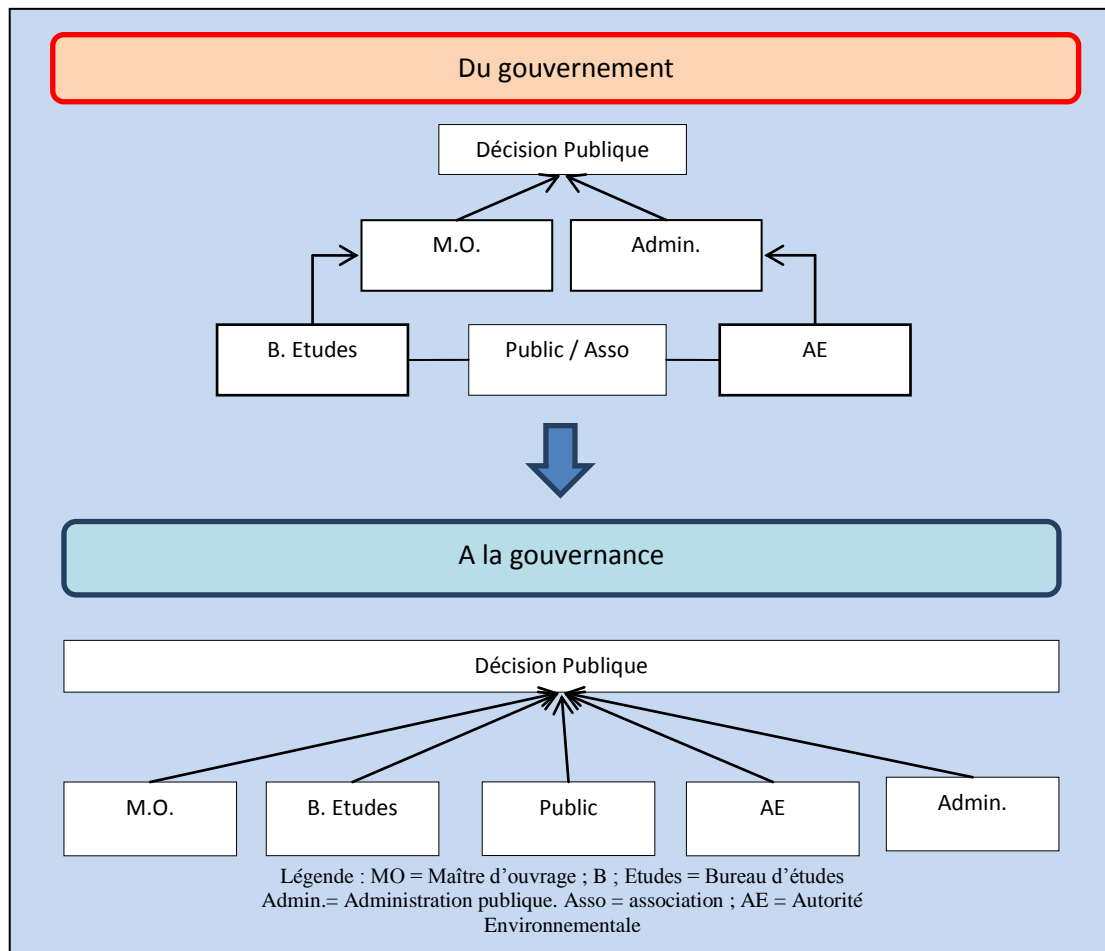 Du gouvernement
Décision Publique
M.O.
Admin.
B. Etudes
Public / Asso
AE
A la gouvernance
Décision Publique
M.O.
B. Etudes
Public
AE
Admin.
Légende : MO = Maître d’ouvrage ; B ; Etudes = Bureau d’études
Admin.= Administration publique. Asso = association ; AE = Autorité
Environnementale